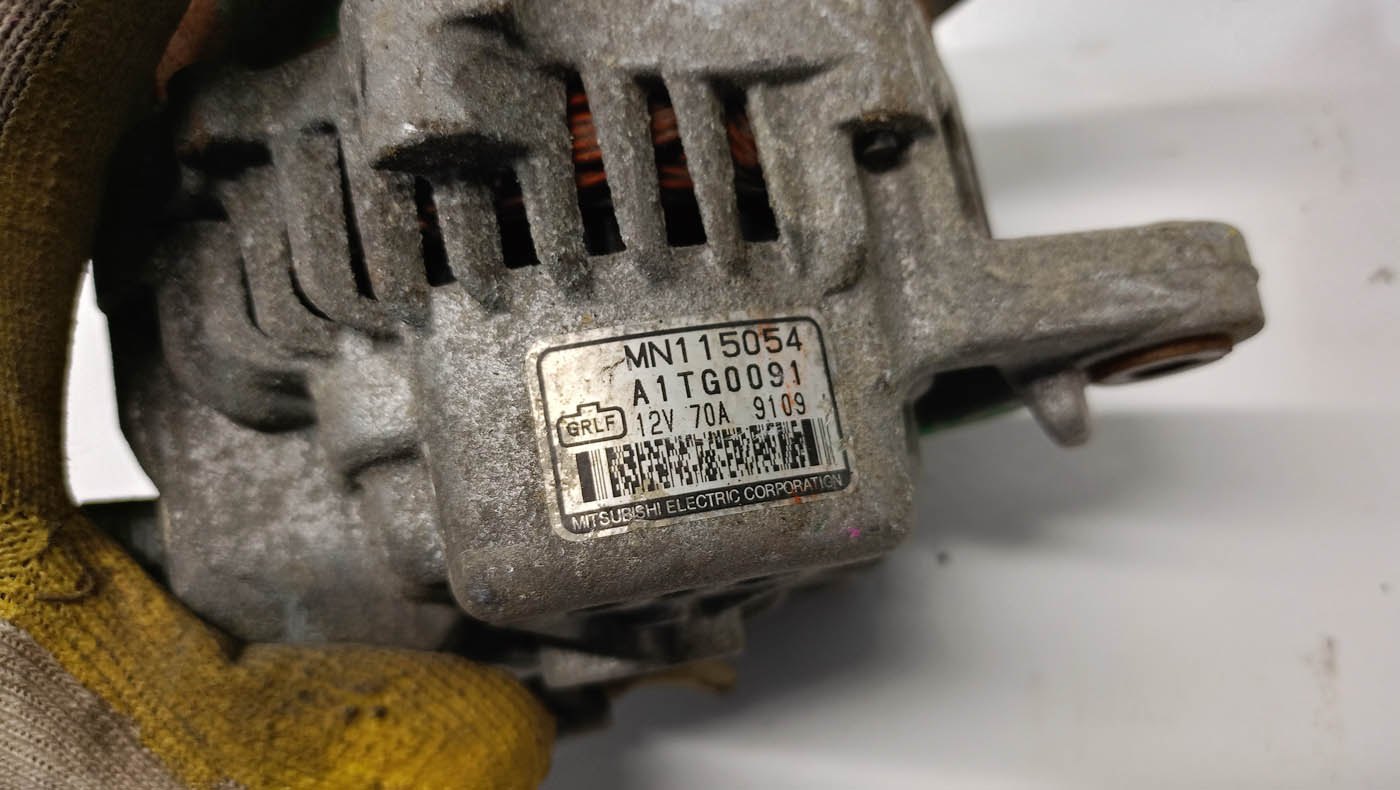 MN115054
A1TG0091
GRLF 12V 70A 9109
MITSUBISHI ELECTRIC CORPORATION